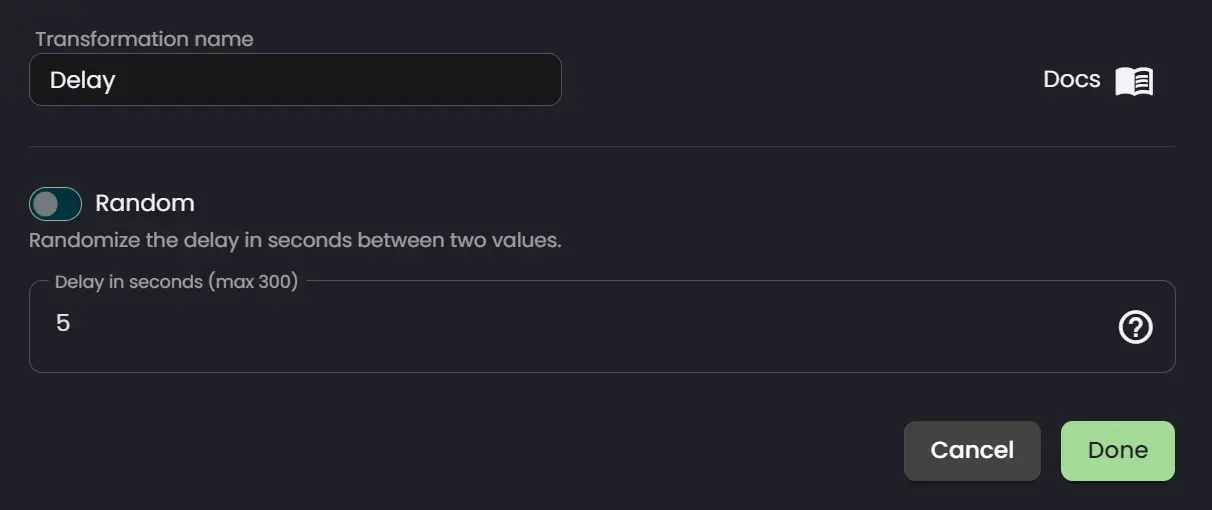 Transformation name
Delay
Docs
Random
Randomize the delay in seconds between two values.
Delay in seconds (max 300)
5
Cancel
Done